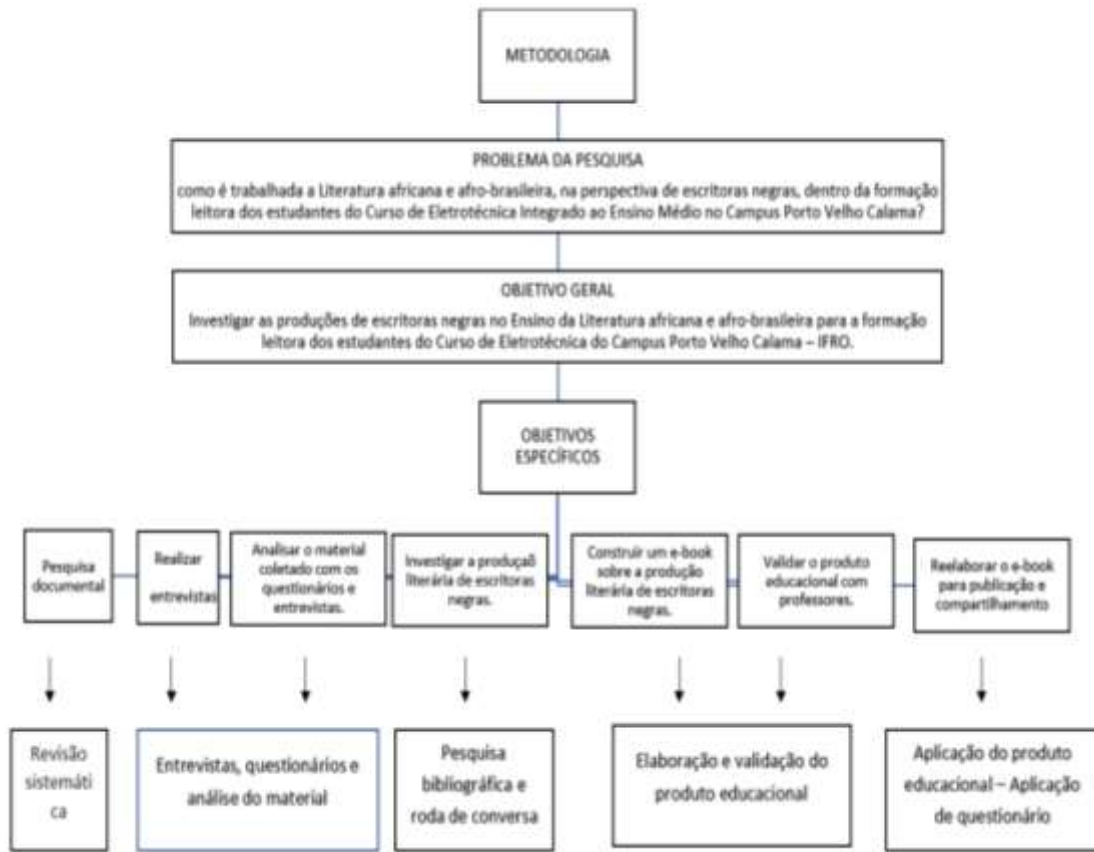 METODOLOGIA
PROBLEMA DA PESQUISA
como é trabalhada a Literatura africana e afro-brasileira, na perspectiva de escritoras negras, dentro da formação
leitora dos estudantes do Curso de Eletrotécnica Integrado ao Ensino Médio no Campus Porto Velho Calama?
OBJETIVO GERAL
Investigar as produções de escritoras negras no Ensino da Literatura africana e afro-brasileira para a formação
leitora dos estudantes do Curso de Eletrotécnica do Campus Porto Velho Calama – IFRO.
OBJETIVOS
ESPECÍFICOS
Pesquisa
documental
Realizar
entrevistas
Analisar o material
coletado com os
questionários e
entrevistas.
Investigar a produçaõ
literária de escritoras
negras.
Construir um e-book
sobre a produção
literária de escritoras
negras.
Validar o produto
educacional com
professores.
Reelaborar o e-book
para publicação e
compartilhamento
Revisão
sistemáti
ca
Entrevistas, questionários e
análise do material
Pesquisa
bibliográfica e
roda de conversa
Elaboração e validação do
produto educacional
Aplicação do produto
educacional – Aplicação
de questionário